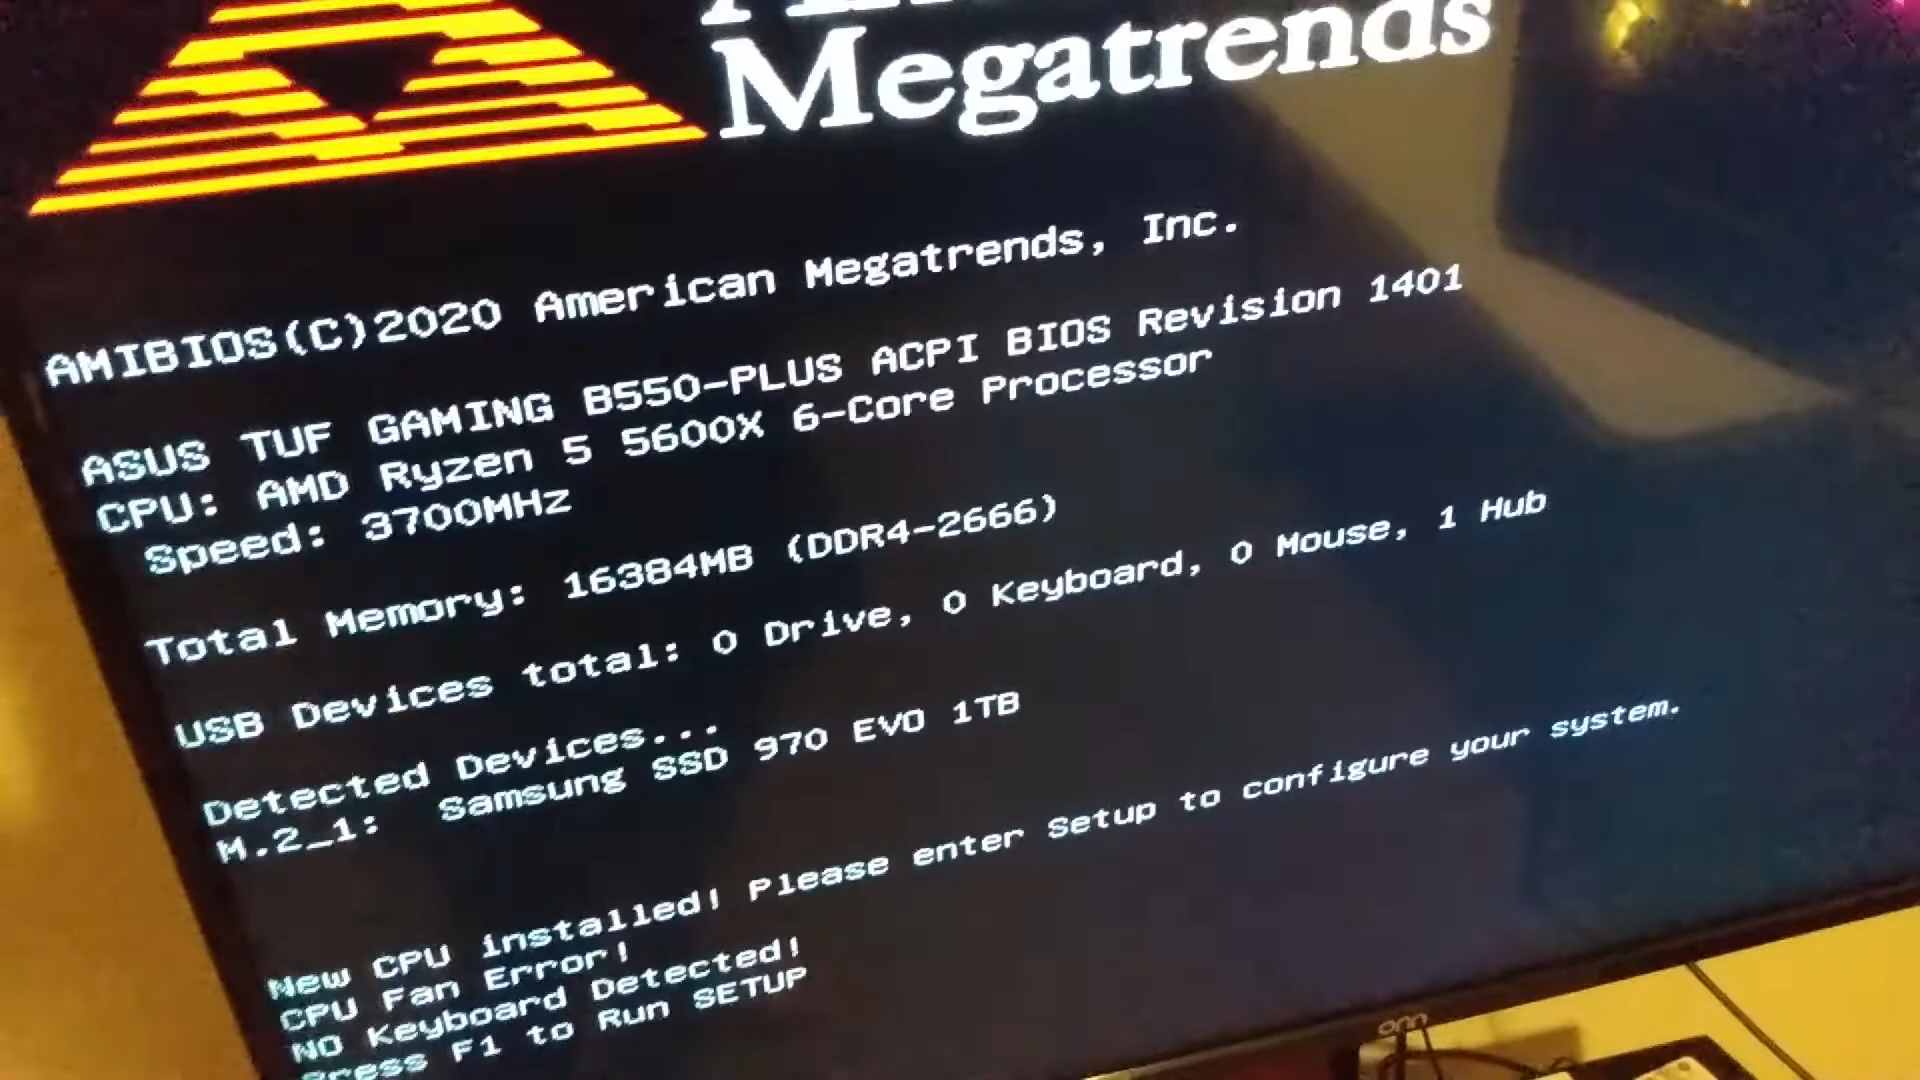 Megatrends
AMIBIOS(C)2020 American Megatrends, Inc.
ASUS TUF GAMING B550-PLUS ACPI BIOS Revision 1401
CPU: AMD Ryzen 5 5600X 6-Core Processor
Speed: 3700MHz
Total Memory: 16384MB (DDR4-2666)
USB Devices total: 0 Drive, 0 Keyboard, 0 Mouse, 1 Hub
Detected Devices...
M.2_1: Samsung SSD 970 EVO 1TB
New CPU installed! Please enter Setup to configure your system.
CPU Fan Error!
NO Keyboard Detected!
Press F1 to Run SETUP
onn